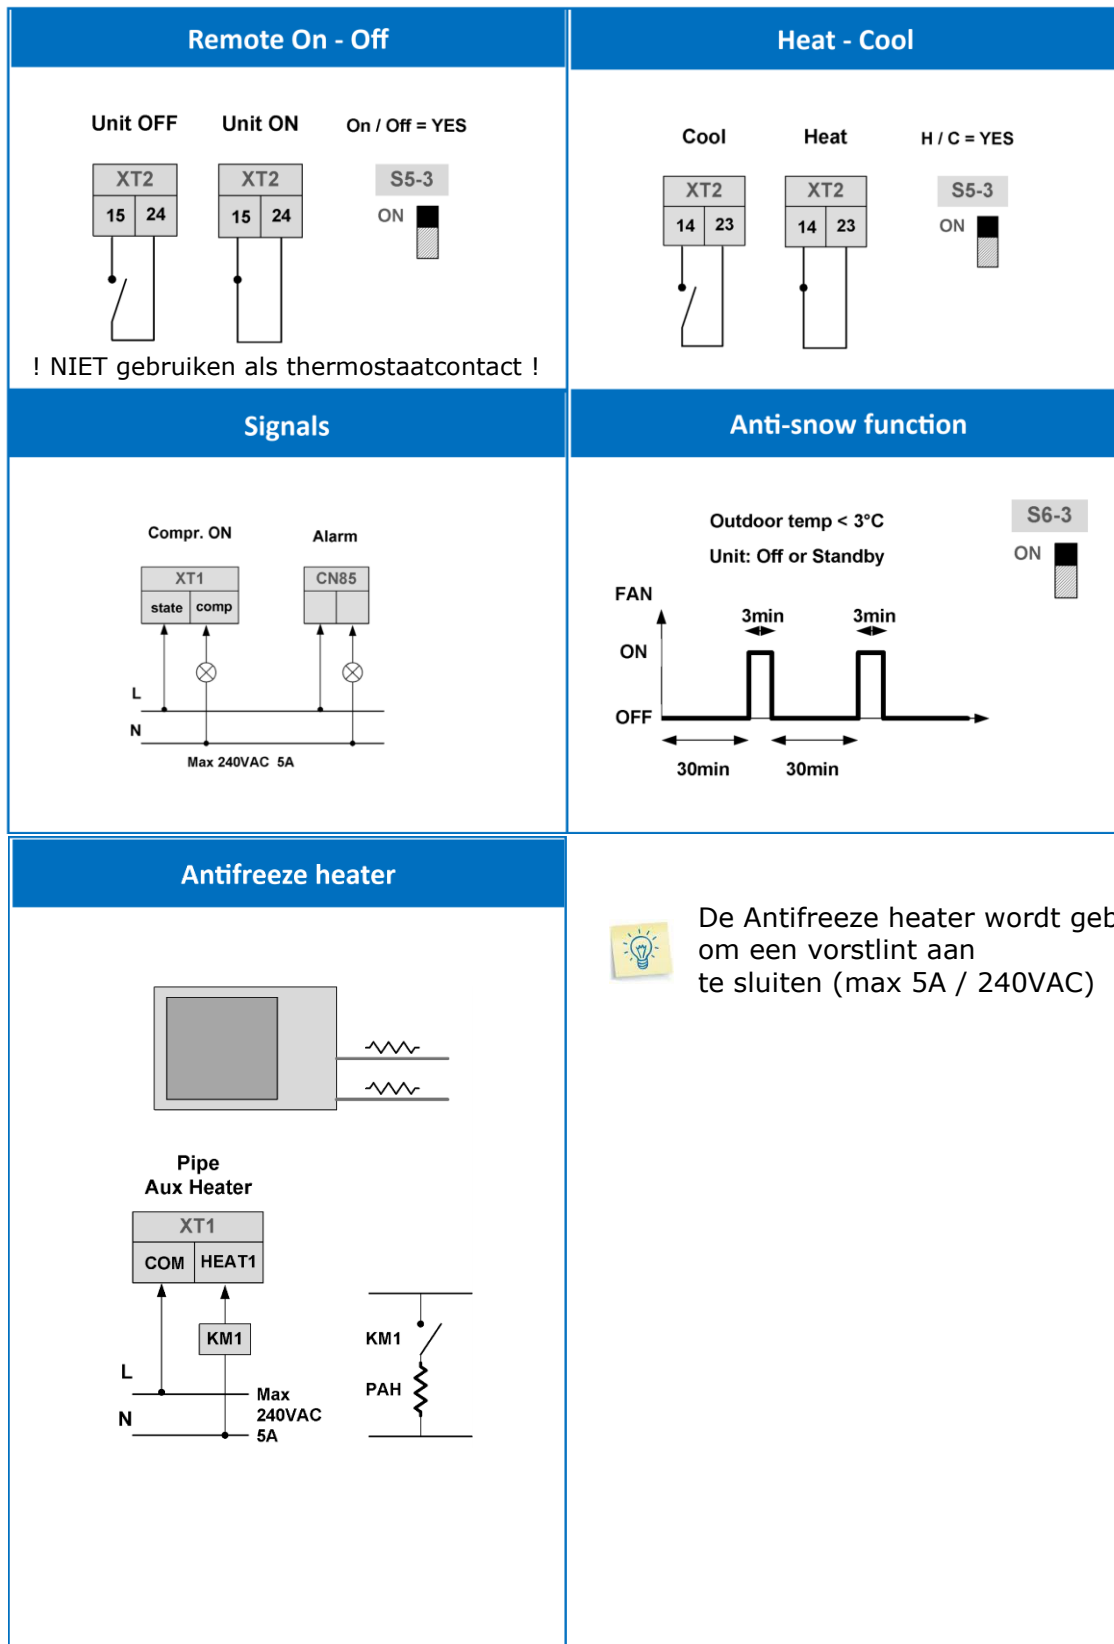 Remote On - Off
Unit OFF
Unit ON
On / Off = YES
XT2
15 24
XT2
15 24
S5-3
ON
! NIET gebruiken als thermostaatcontact !
Heat - Cool
Cool
Heat
H / C = YES
XT2
14 23
XT2
14 23
S5-3
ON
Signals
Compr. ON
Alarm
XT1
state comp
CN85
L
N
Max 240VAC 5A
Anti-snow function
Outdoor temp < 3°C
Unit: Off or Standby
S6-3
ON
FAN
3min 3min
ON
OFF
30min 30min
Antifreeze heater
Pipe
Aux Heater
XT1
COM HEAT1
KM1
L
N
Max
240VAC
5A
KM1
PAH
De Antifreeze heater wordt geb
om een vorstlint aan
te sluiten (max 5A / 240VAC)